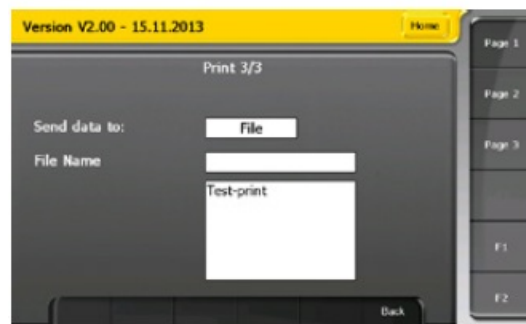 Version V2.00 - 15.11.2013
Home
Print 3/3
Send data to:
File
File Name
Test-print
Back
Page 1
Page 2
Page 3
F1
F2